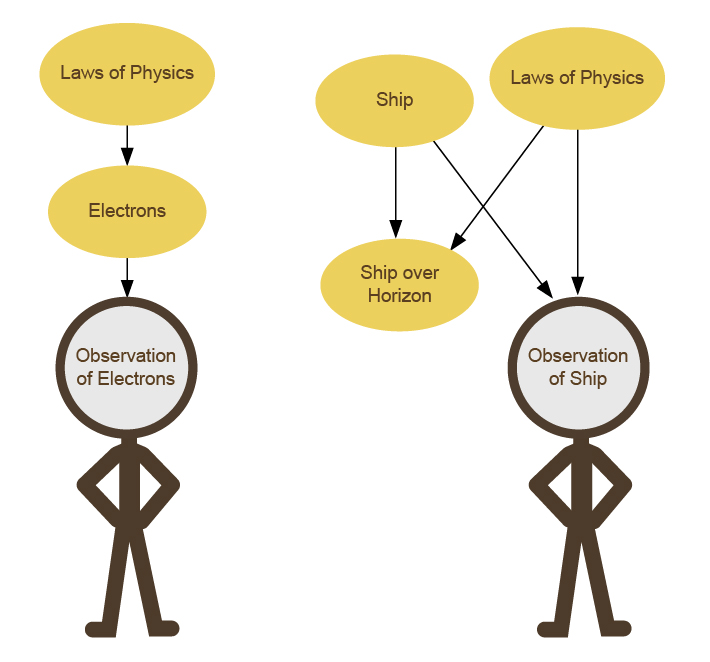 Laws of Physics
Electrons
Observation
of Electrons
Ship
Laws of Physics
Ship over
Horizon
Observation
of Ship